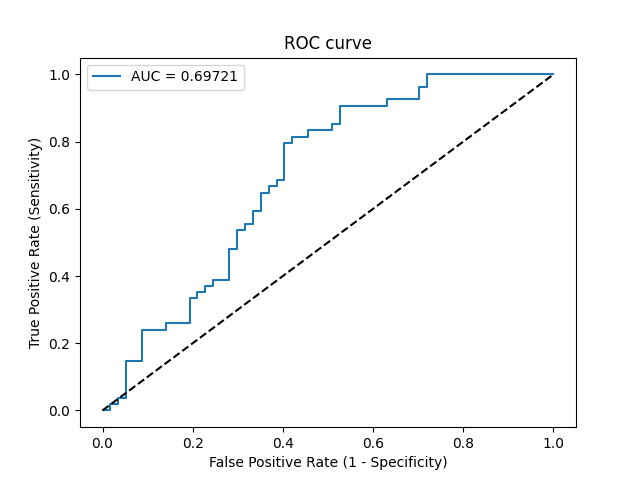 ROC curve
AUC = 0.69721
1.0
0.8
0.6
0.4
0.2
0.0
True Positive Rate (Sensitivity)
0.0 0.2 0.4 0.6 0.8 1.0
False Positive Rate (1 - Specificity)